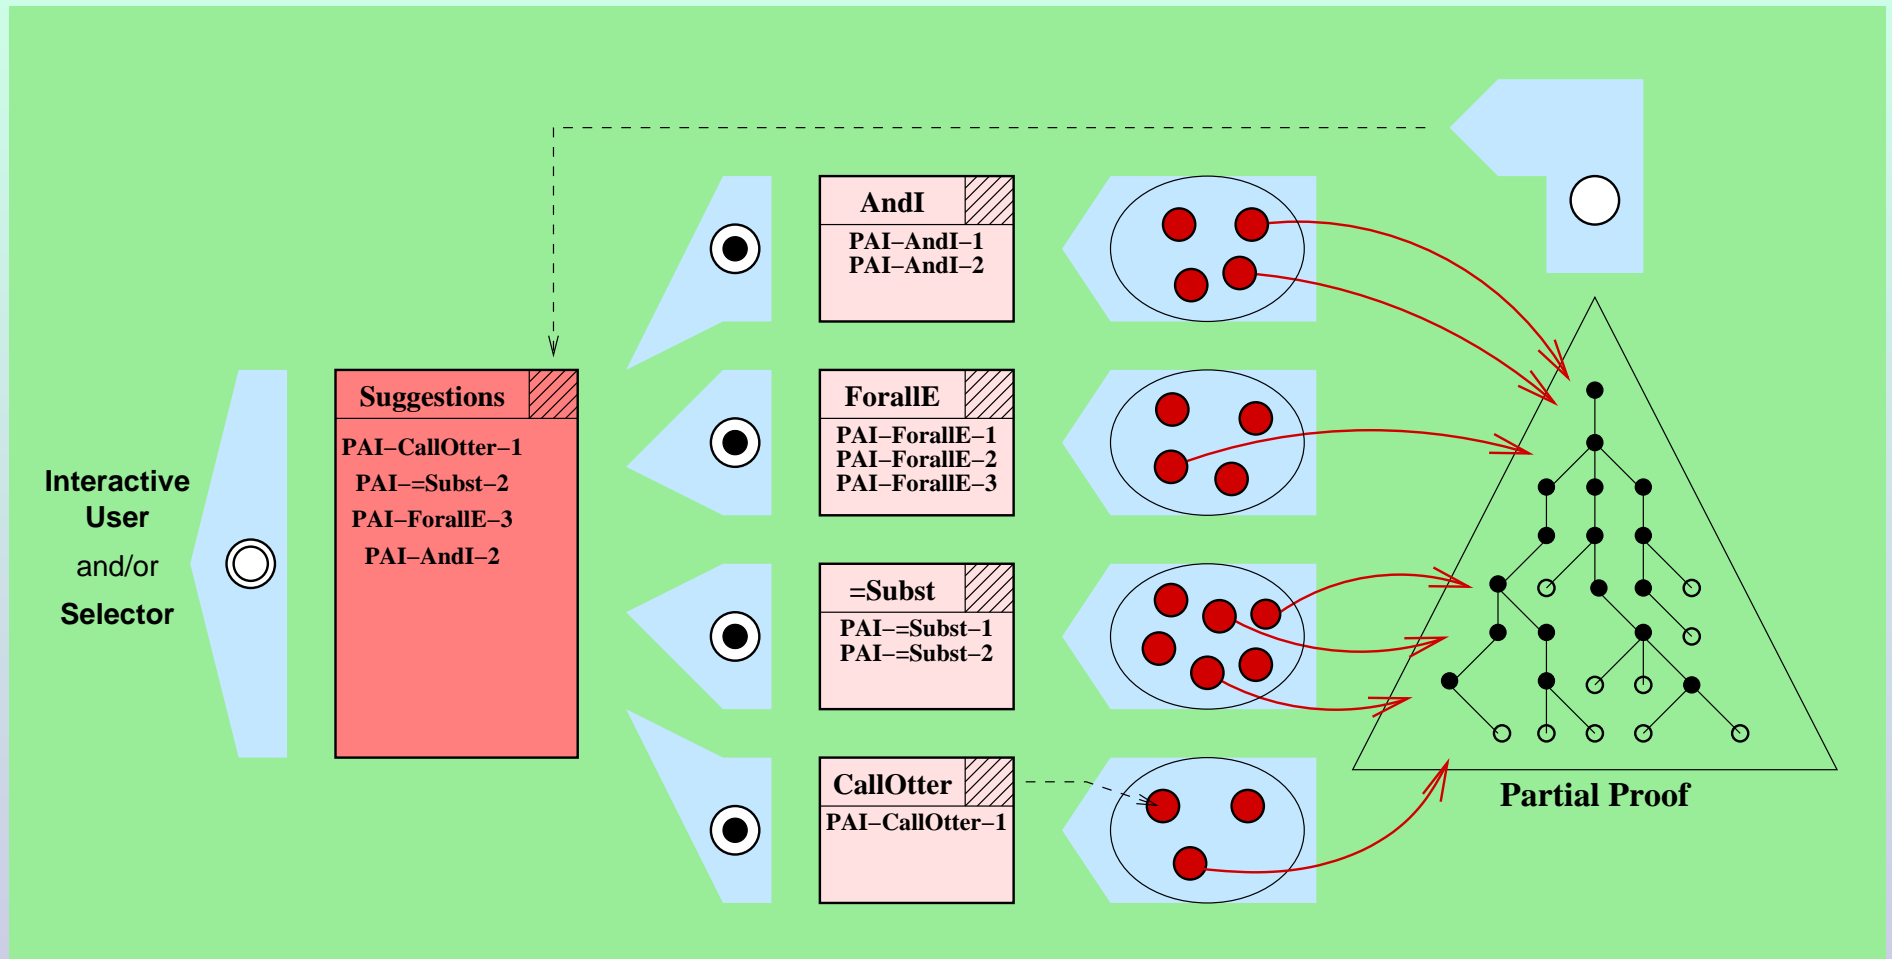 Interactive
User
and/or
Selector
Suggestions
PAI–CallOtter–1
PAI–=Subst–2
PAI–ForallE–3
PAI–AndI–2
AndI
PAI–AndI–1
PAI–AndI–2
ForallE
PAI–ForallE–1
PAI–ForallE–2
PAI–ForallE–3
=Subst
PAI–=Subst–1
PAI–=Subst–2
CallOtter
PAI–CallOtter–1
Partial Proof